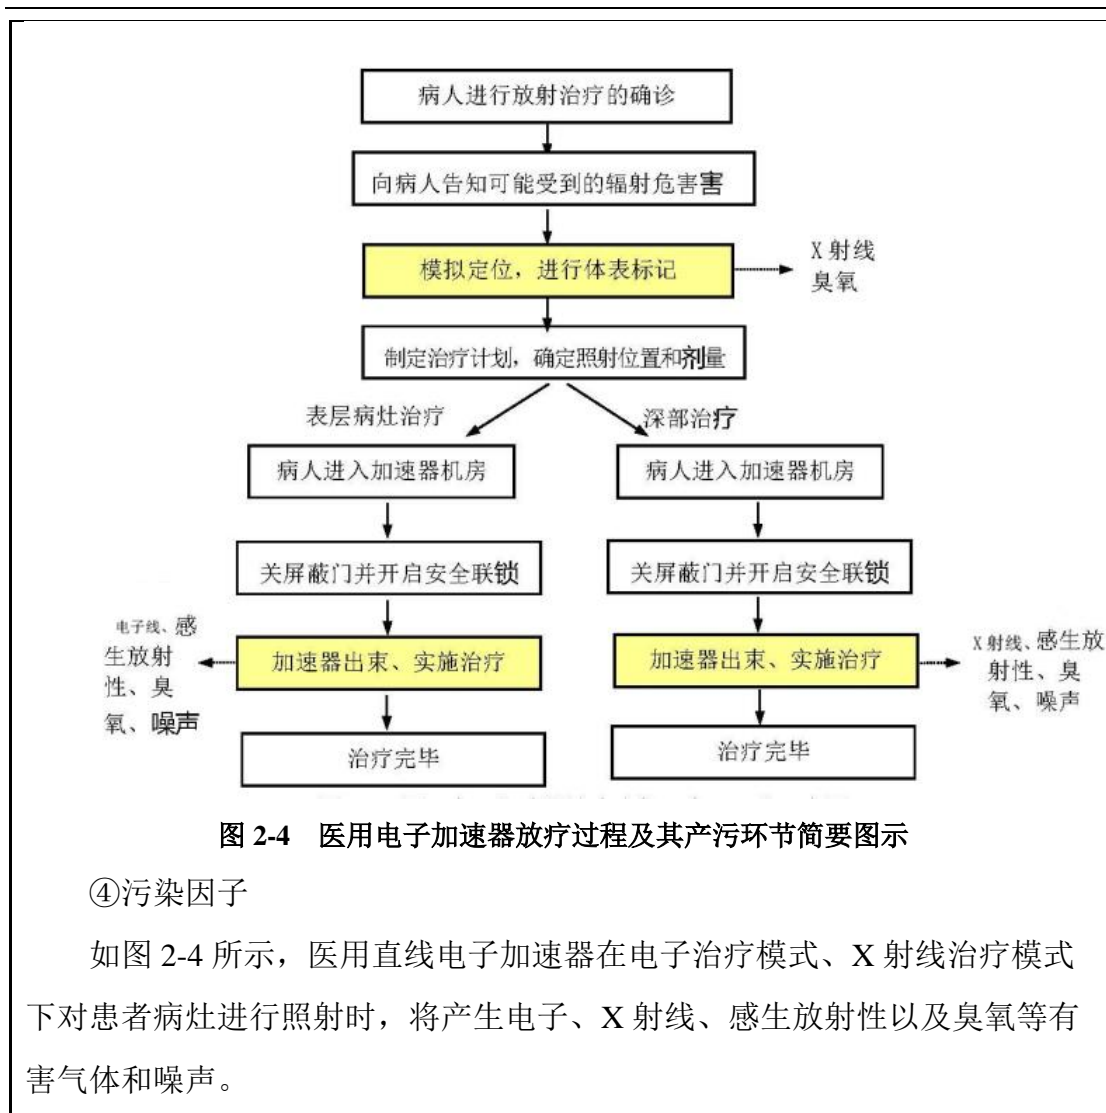 病人进行放射治疗的确诊
向病人告知可能受到的辐射危害害
模拟定位，进行体表标记
X 射线
臭氧
制定治疗计划，确定照射位置和剂量
表层病灶治疗
深部治疗
病人进入加速器机房
病人进入加速器机房
关屏蔽门并开启安全联锁
关屏蔽门并开启安全联锁
电子线、感
生放射
性、臭
氧、噪声
加速器出束、实施治疗
加速器出束、实施治疗
X 射线、感生放
射性、臭
氧、噪声
治疗完毕
治疗完毕
图 2-4 医用电子加速器放疗过程及其产污环节简要图示
④污染因子
如图 2-4 所示，医用直线电子加速器在电子治疗模式、X 射线治疗模式
下对患者病灶进行照射时，将产生电子、X 射线、感生放射性以及臭氧等有
害气体和噪声。